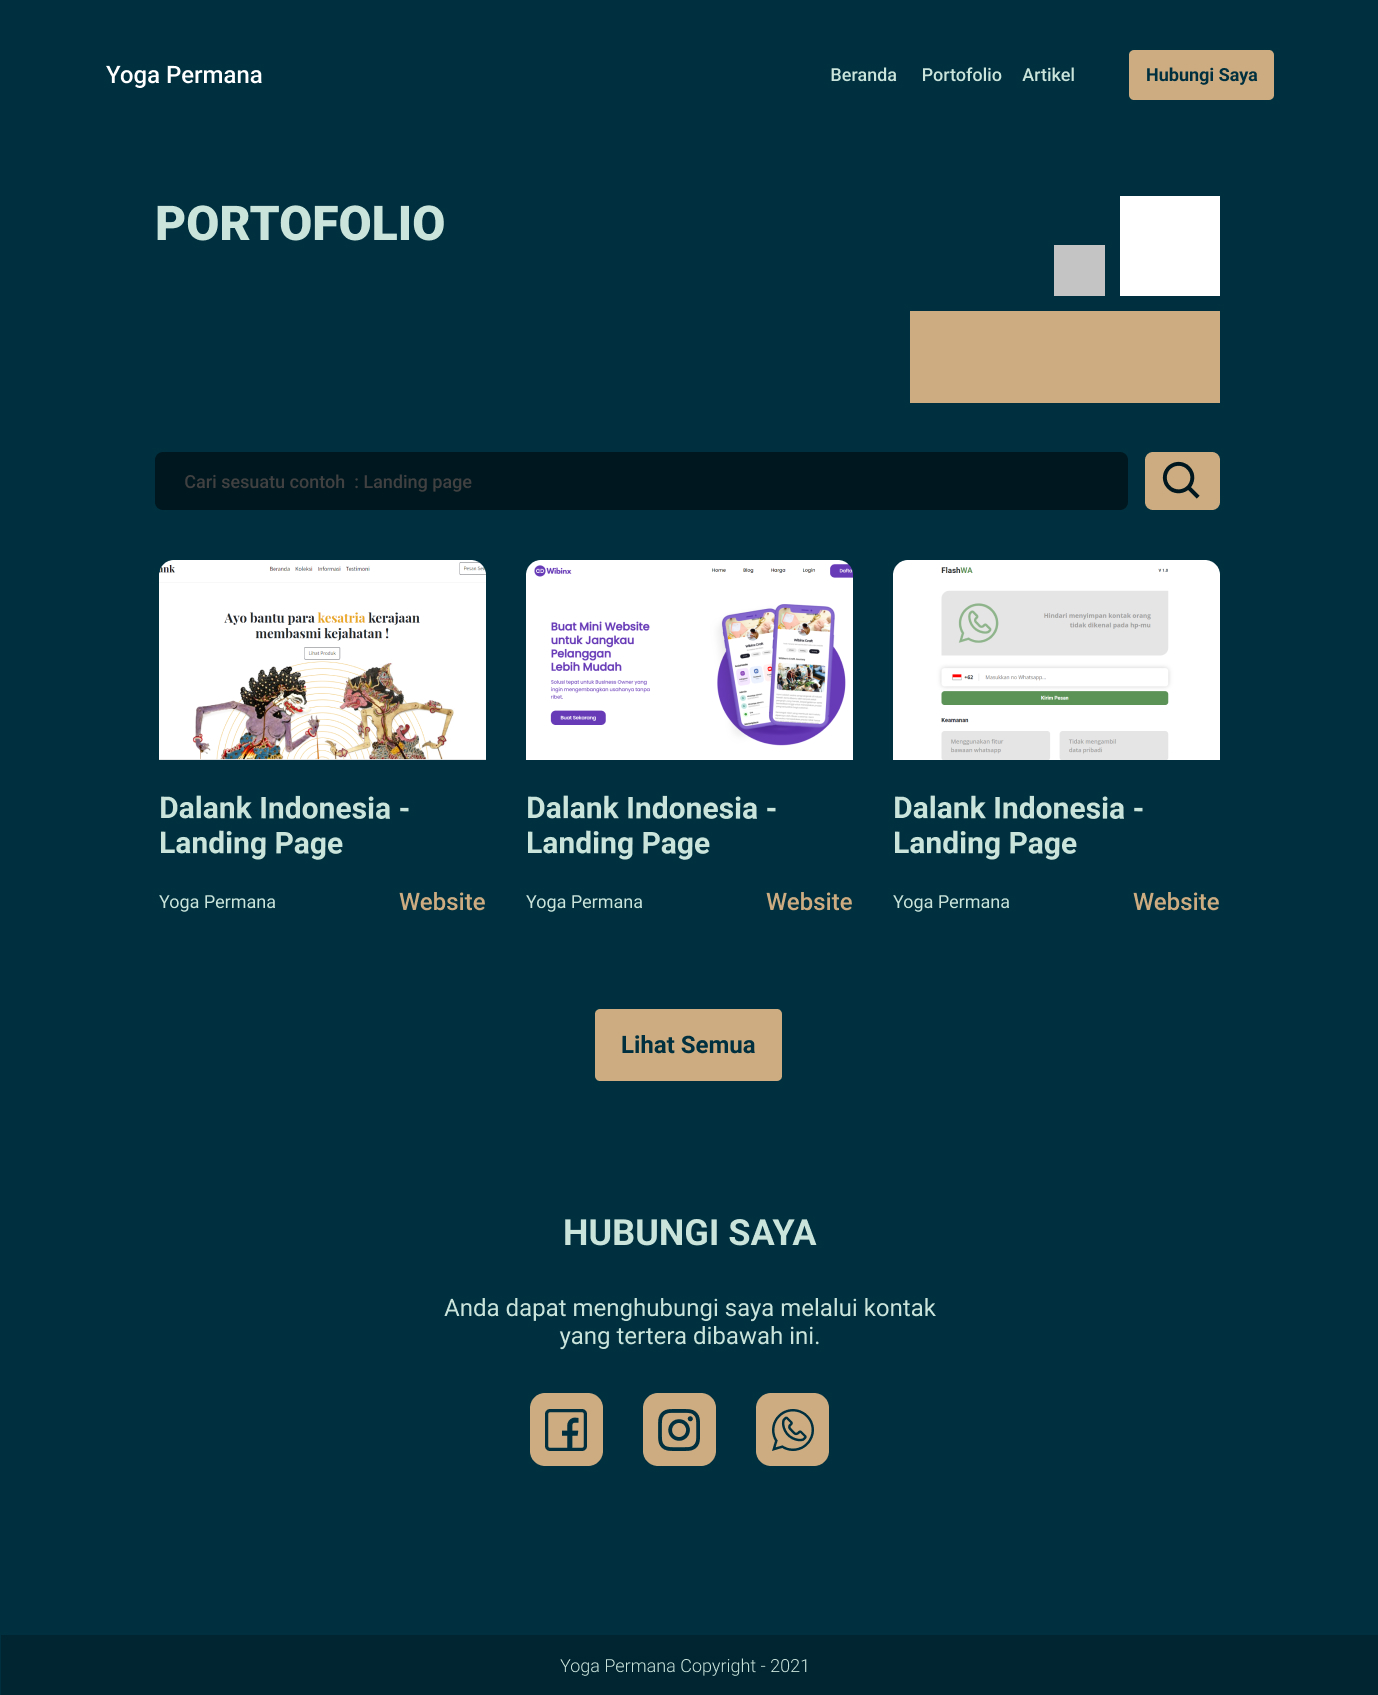 Yoga Permana
Beranda Portofolio Artikel Hubungi Saya
PORTOFOLIO
Cari sesuatu contoh : Landing page
Beranda Koleksi Informasi Testimoni
Ayo bantu para kesatria kerajaan
membasmi kejahatan !
Lihat Produk
Wibinx
Home Blog Harga Login
Buat Mini Website
untuk Jangkau
Pelanggan
Lebih Mudah
Solusi tepat untuk Business Owner yang
ingin mengembangkan usahanya tanpa
ribet.
Buat Sekarang
FlashWA
V 1.0
Hindari menyimpan kontak orang
tidak dikenal pada hp-mu
+62 Masukkan no Whatsapp...
Kirim Pesan
Keamanan
Menggunakan fitur
bawaan whatsapp
Tidak mengambil
data pribadi
Dalank Indonesia -
Landing Page
Yoga Permana Website
Dalank Indonesia -
Landing Page
Yoga Permana Website
Dalank Indonesia -
Landing Page
Yoga Permana Website
Lihat Semua
HUBUNGI SAYA
Anda dapat menghubungi saya melalui kontak
yang tertera dibawah ini.
Yoga Permana Copyright - 2021